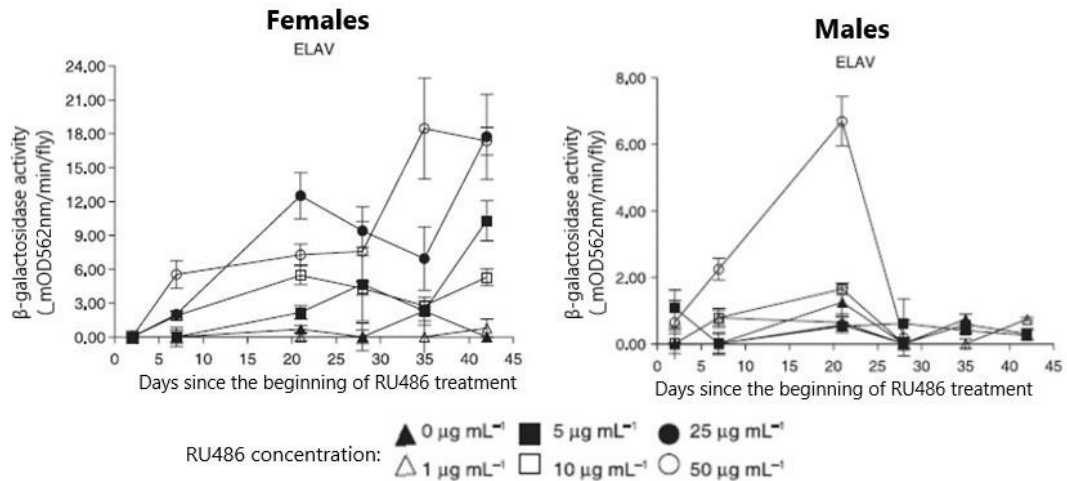 Females
ELAV
β-galactosidase activity
(_mOD562nm/min/fly)
24,00
21,00
18,00
15,00
12,00
9,00
6,00
3,00
0,00
0 5 10 15 20 25 30 35 40 45
Days since the beginning of RU486 treatment
Males
ELAV
β-galactosidase activity
(_mOD562nm/min/fly)
8,00
6,00
4,00
2,00
0,00
0 5 10 15 20 25 30 35 40 45
Days since the beginning of RU486 treatment
RU486 concentration:
0 µg mL⁻¹ 5 µg mL⁻¹ 25 µg mL⁻¹
1 µg mL⁻¹ 10 µg mL⁻¹ 50 µg mL⁻¹